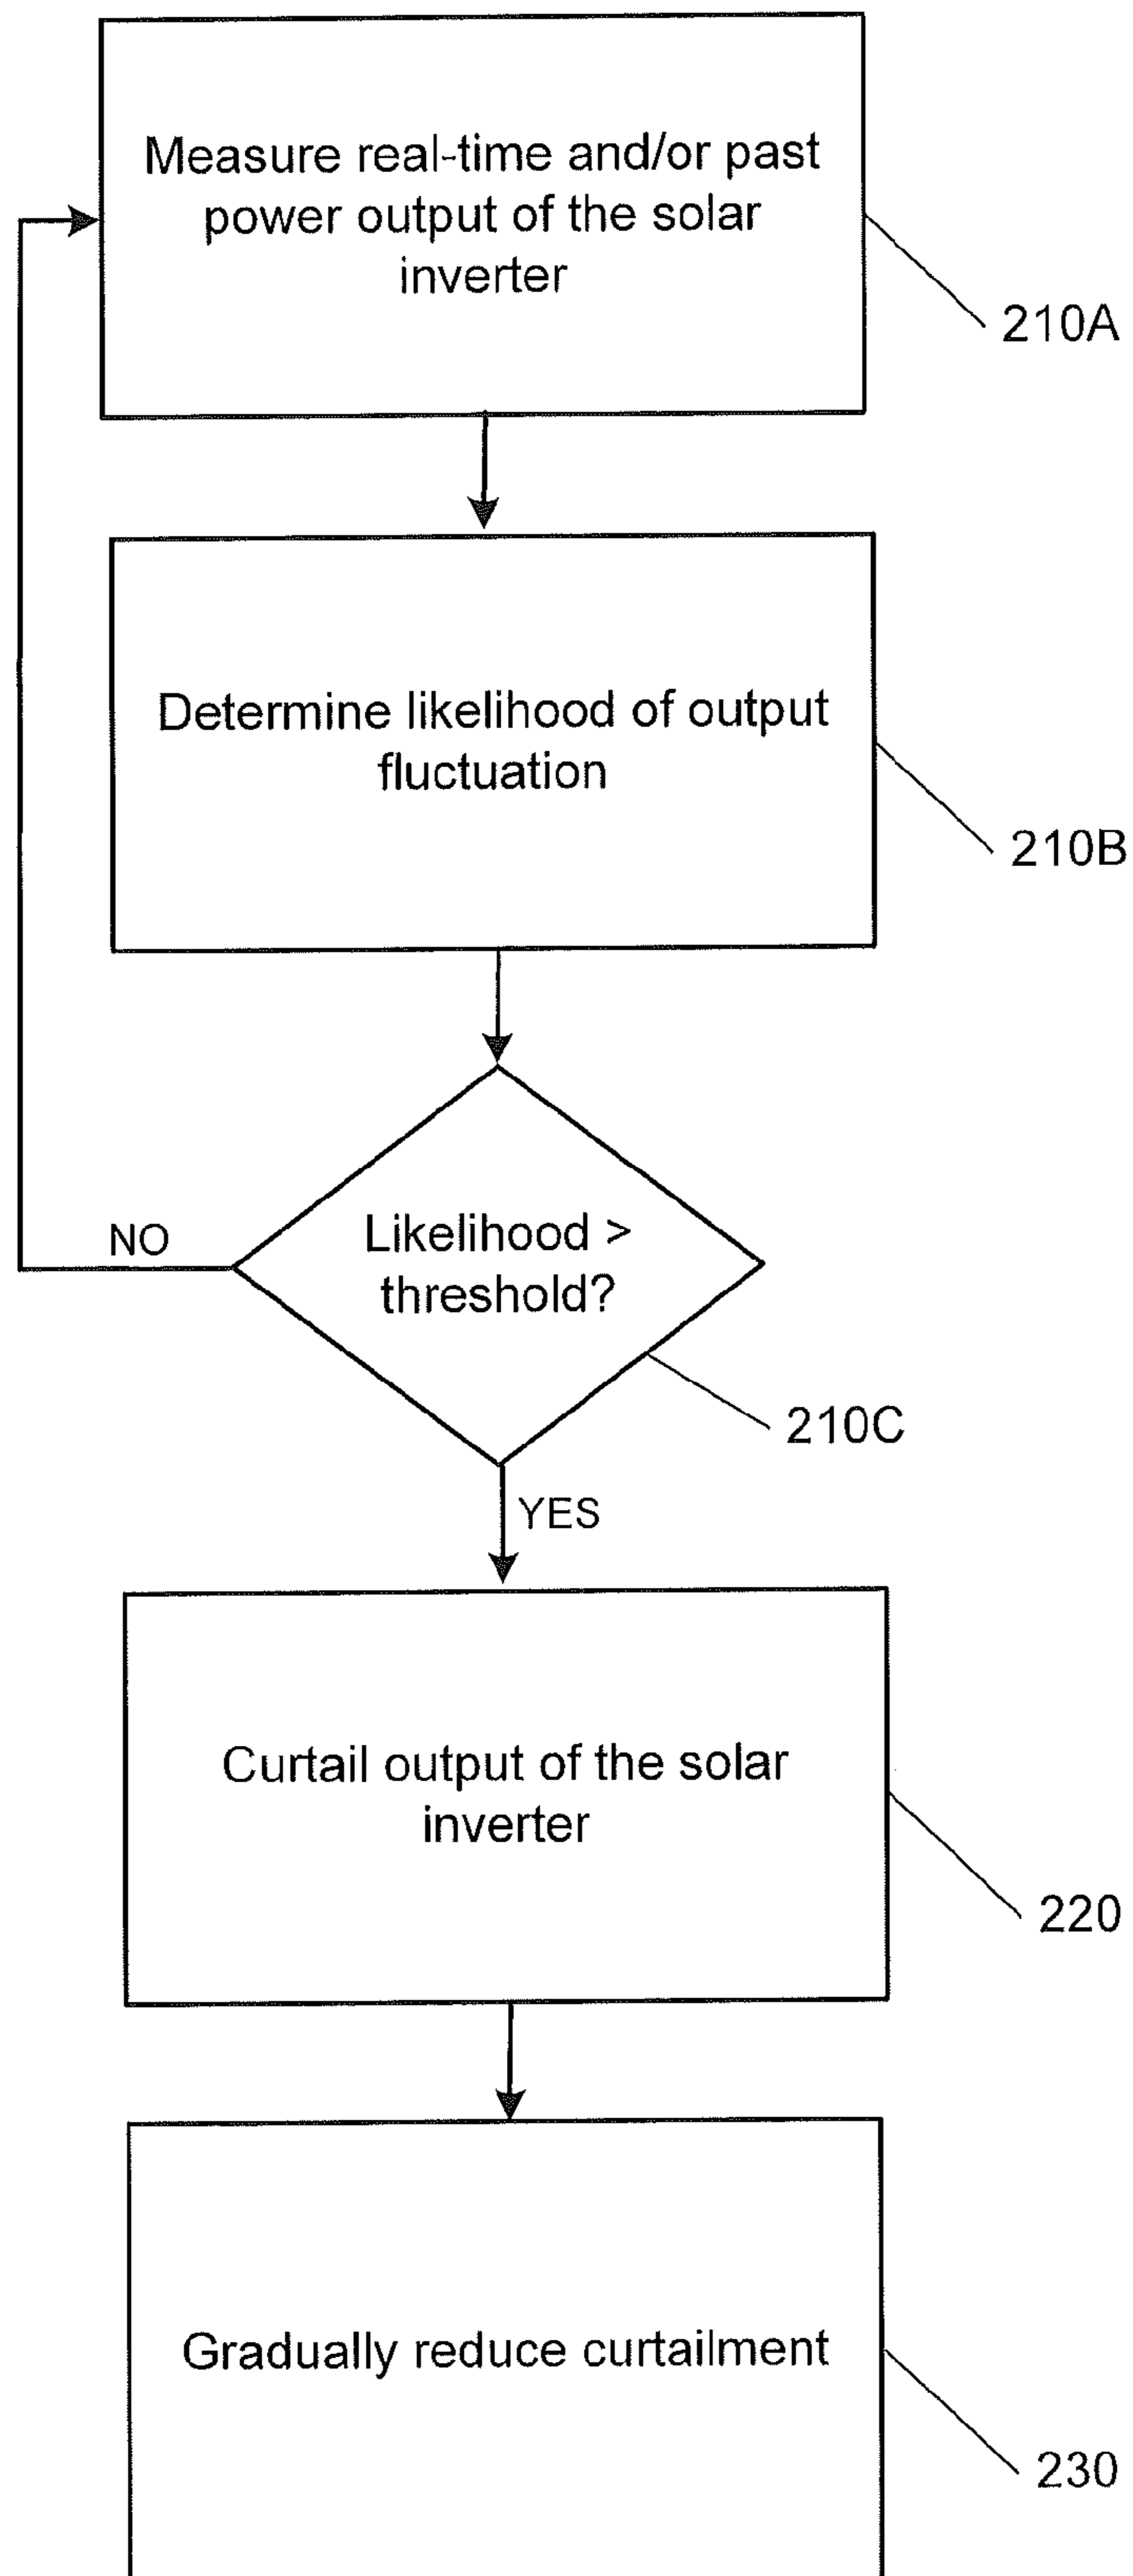 Measure real-time and/or past
power output of the solar
inverter
210A
Determine likelihood of output
fluctuation
210B
Likelihood >
threshold?
NO
210C
YES
Curtail output of the solar
inverter
220
Gradually reduce curtailment
230